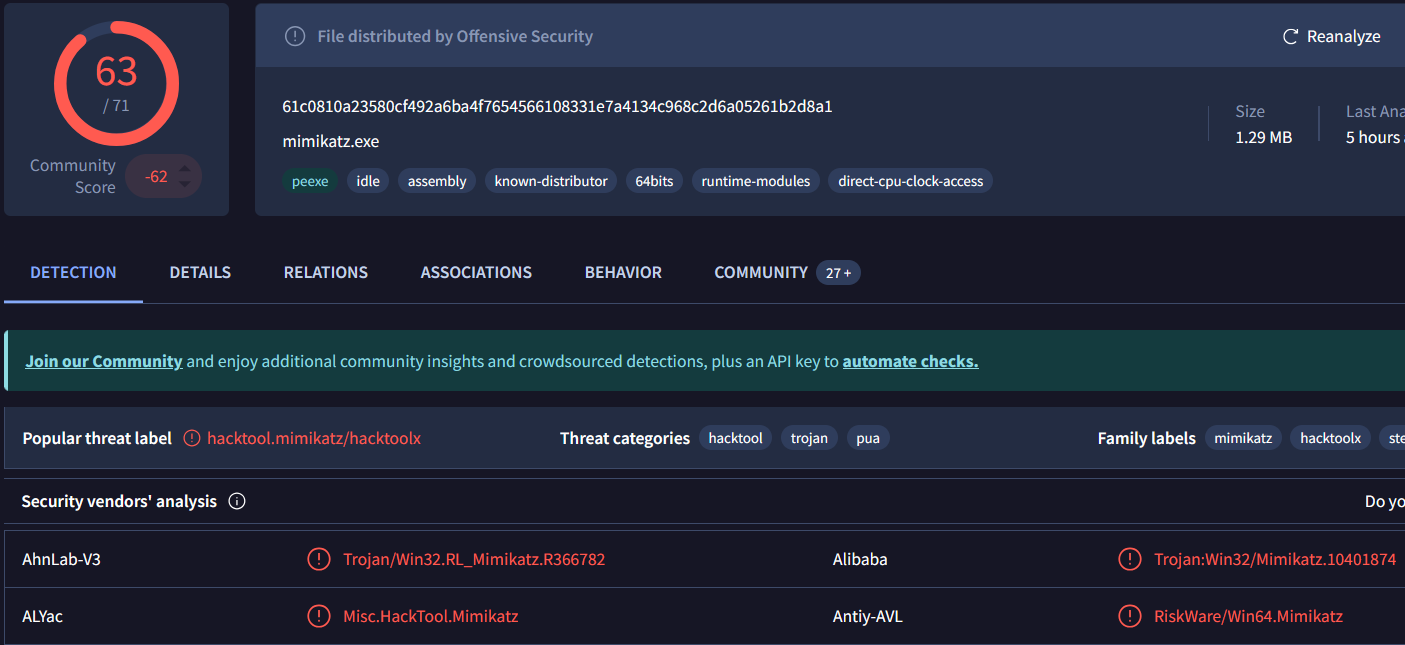 63
/ 71
Community Score
-62
File distributed by Offensive Security
Reanalyze
61c0810a23580cf492a6ba4f7654566108331e7a4134c968c2d6a05261b2d8a1
mimikatz.exe
peexe idle assembly known-distributor 64bits runtime-modules direct-cpu-clock-access
Size
1.29 MB
Last Ana
5 hours
DETECTION DETAILS RELATIONS ASSOCIATIONS BEHAVIOR COMMUNITY 27+
Join our Community and enjoy additional community insights and crowdsourced detections, plus an API key to automate checks.
Popular threat label hacktool.mimikatz/hacktoolx Threat categories hacktool trojan pua Family labels mimikatz hacktoolx ste
Security vendors' analysis Do yo
AhnLab-V3 Trojan/Win32.RL_Mimikatz.R366782 Alibaba Trojan:Win32/Mimikatz.10401874
ALYac Misc.HackTool.Mimikatz Antiy-AVL RiskWare/Win64.Mimikatz